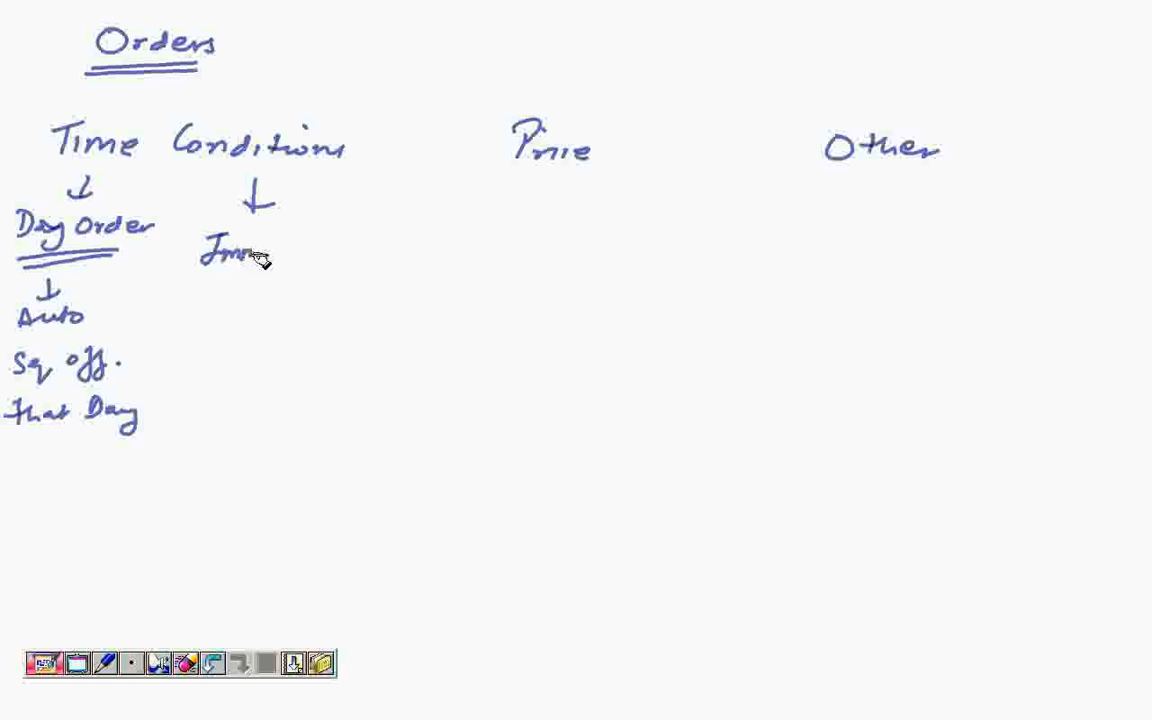 Orders
Time Conditions Price Other
Day Order
Auto
Sq off.
that Day